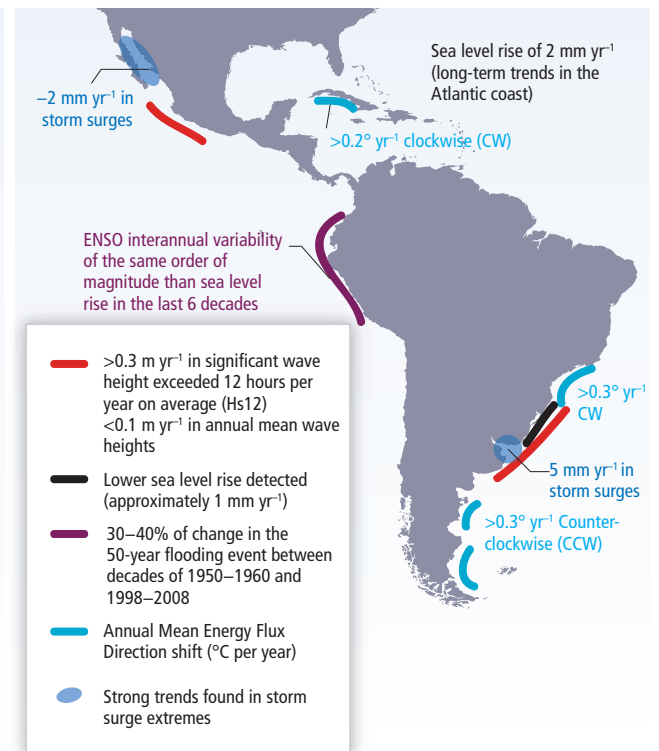 Sea level rise of 2 mm yr⁻¹
(long-term trends in the
Atlantic coast)
–2 mm yr⁻¹ in
storm surges
>0.2° yr⁻¹ clockwise (CW)
ENSO interannual variability
of the same order of
magnitude than sea level
rise in the last 6 decades
>0.3° yr⁻¹
CW
5 mm yr⁻¹ in
storm surges
>0.3° yr⁻¹ Counter-
clockwise (CCW)
>0.3 m yr⁻¹ in significant wave
height exceeded 12 hours per
year on average (Hs12)
<0.1 m yr⁻¹ in annual mean wave
heights
Lower sea level rise detected
(approximately 1 mm yr⁻¹)
30–40% of change in the
50-year flooding event between
decades of 1950–1960 and
1998–2008
Annual Mean Energy Flux
Direction shift (°C per year)
Strong trends found in storm
surge extremes